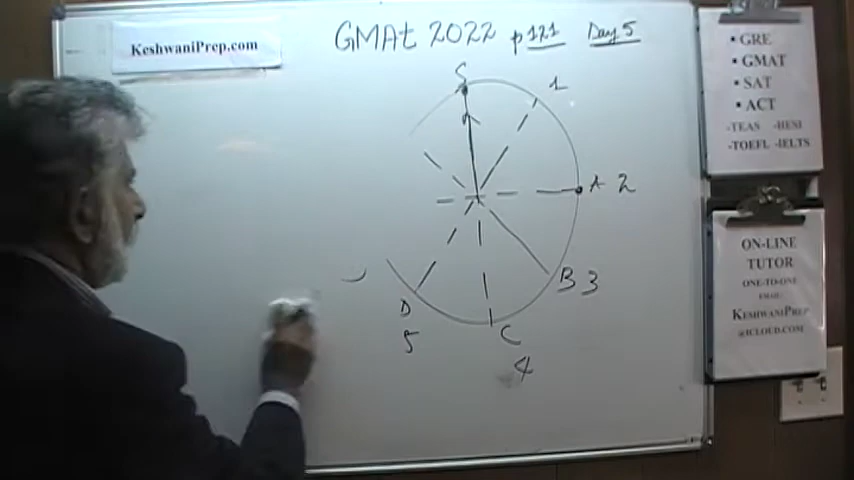 KeshwaniPrep.com
GMAt 2022 p 121 Day 5
S
1
A 2
B 3
C
4
D
5
• GRE
• GMAT
• SAT
• ACT
-TEAS -HESI
-TOEFL -IELTS
ON-LINE
TUTOR
ONE-TO-ONE
EMAIL:
KESHWANIPREP
@ICLOUD.COM